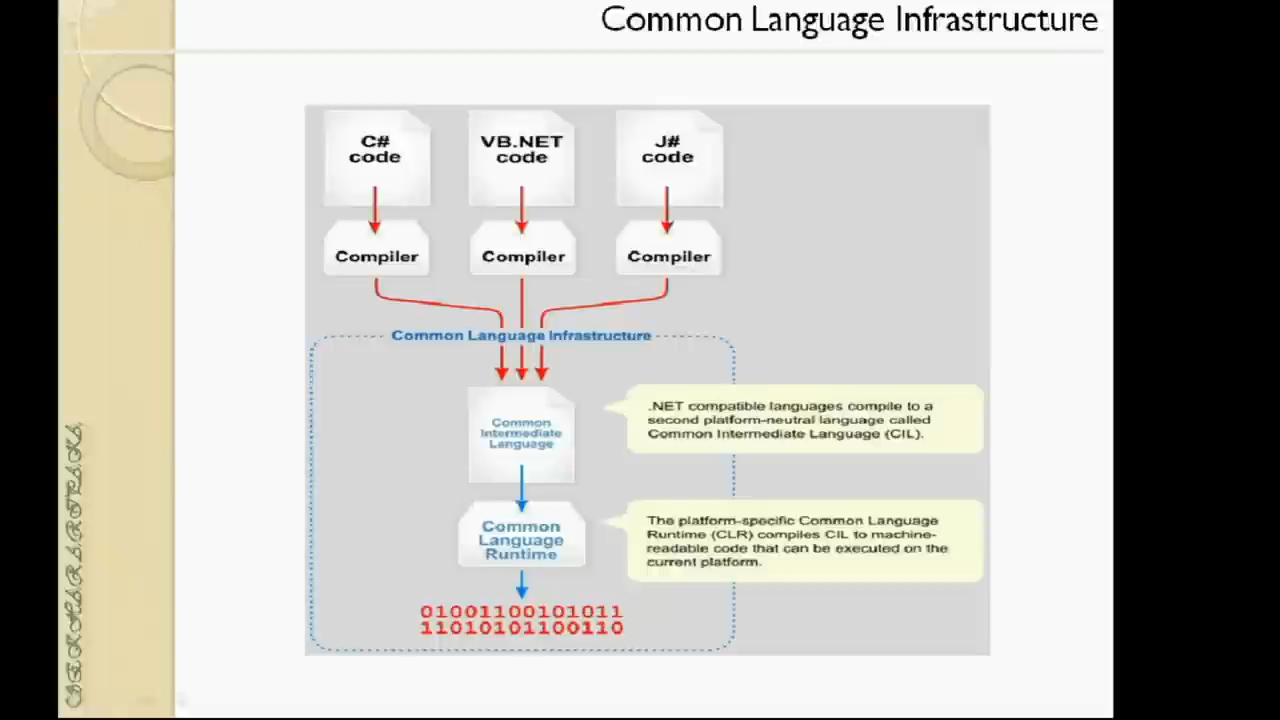 Common Language Infrastructure
C#
code
VB.NET
code
J#
code
Compiler
Compiler
Compiler
Common Language Infrastructure
Common
Intermediate
Language
.NET compatible languages compile to a
second platform-neutral language called
Common Intermediate Language (CIL).
Common
Language
Runtime
The platform-specific Common Language
Runtime (CLR) compiles CIL to machine-
readable code that can be executed on the
current platform.
01001100101011
11010101100110